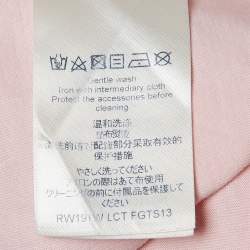 Gentle wash
Iron with intermediary cloth
Protect the accessories before
cleaning
温和洗涤
垫布熨烫
清洗前对配搭部分采取有效的
保护措施
やさしく洗ってください
アイロンの際はあて布使用
クリーニングの前に付属品を保護して
ください
LCT FGTS13